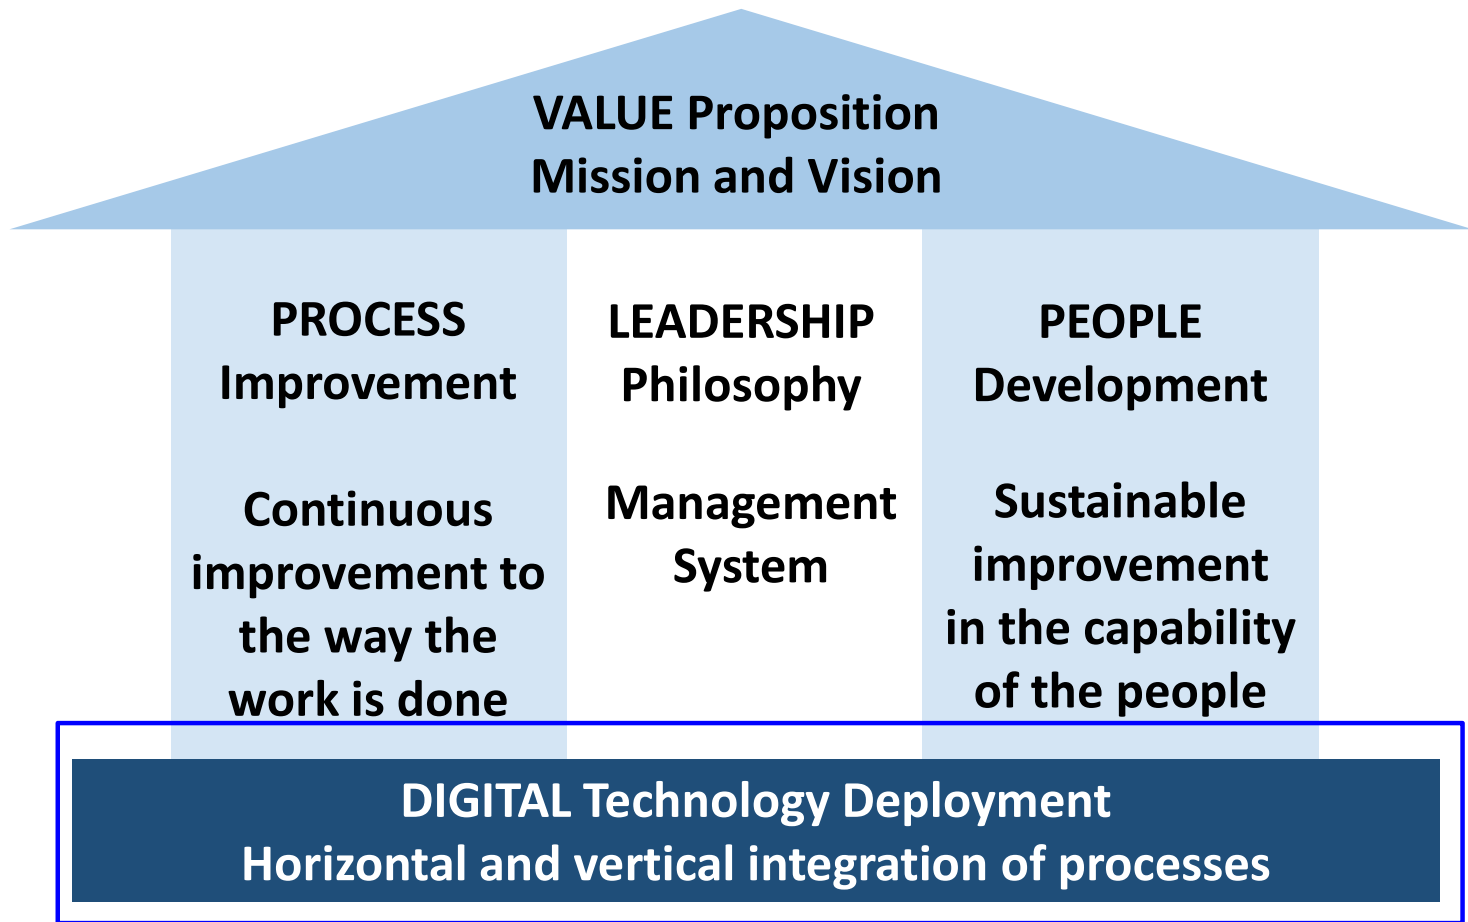 VALUE Proposition
Mission and Vision
PROCESS
Improvement
Continuous
improvement to
the way the
work is done
LEADERSHIP
Philosophy
Management
System
PEOPLE
Development
Sustainable
improvement
in the capability
of the people
DIGITAL Technology Deployment
Horizontal and vertical integration of processes